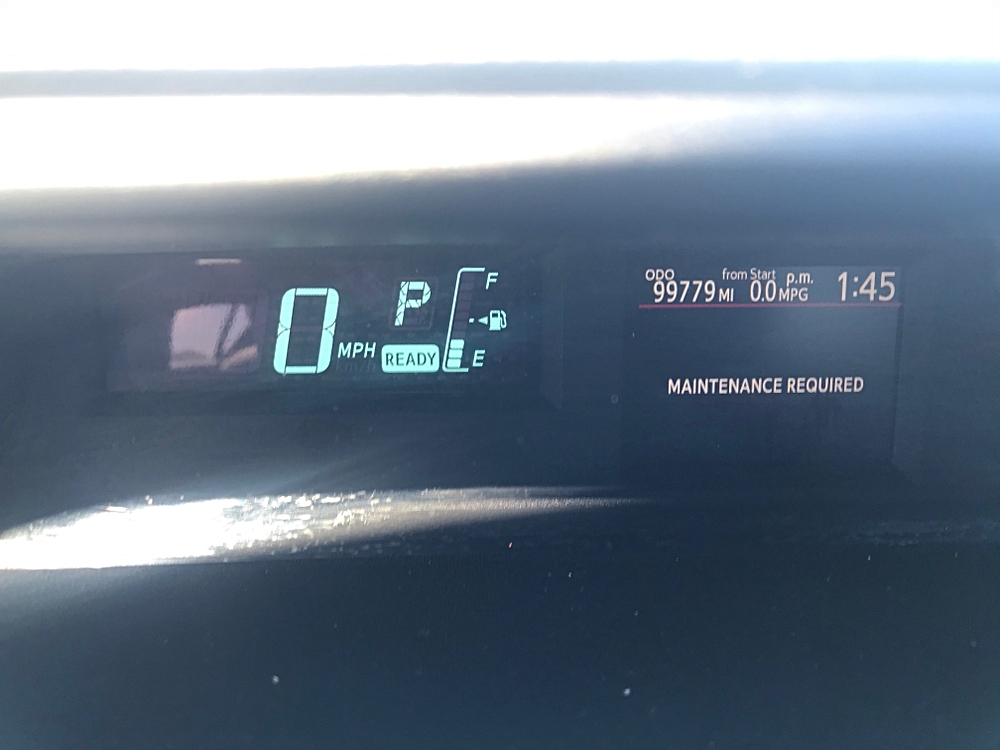 0 MPH
P
READY
F
E
ODO 99779 MI
from Start 0.0 MPG
p.m. 1:45
MAINTENANCE REQUIRED